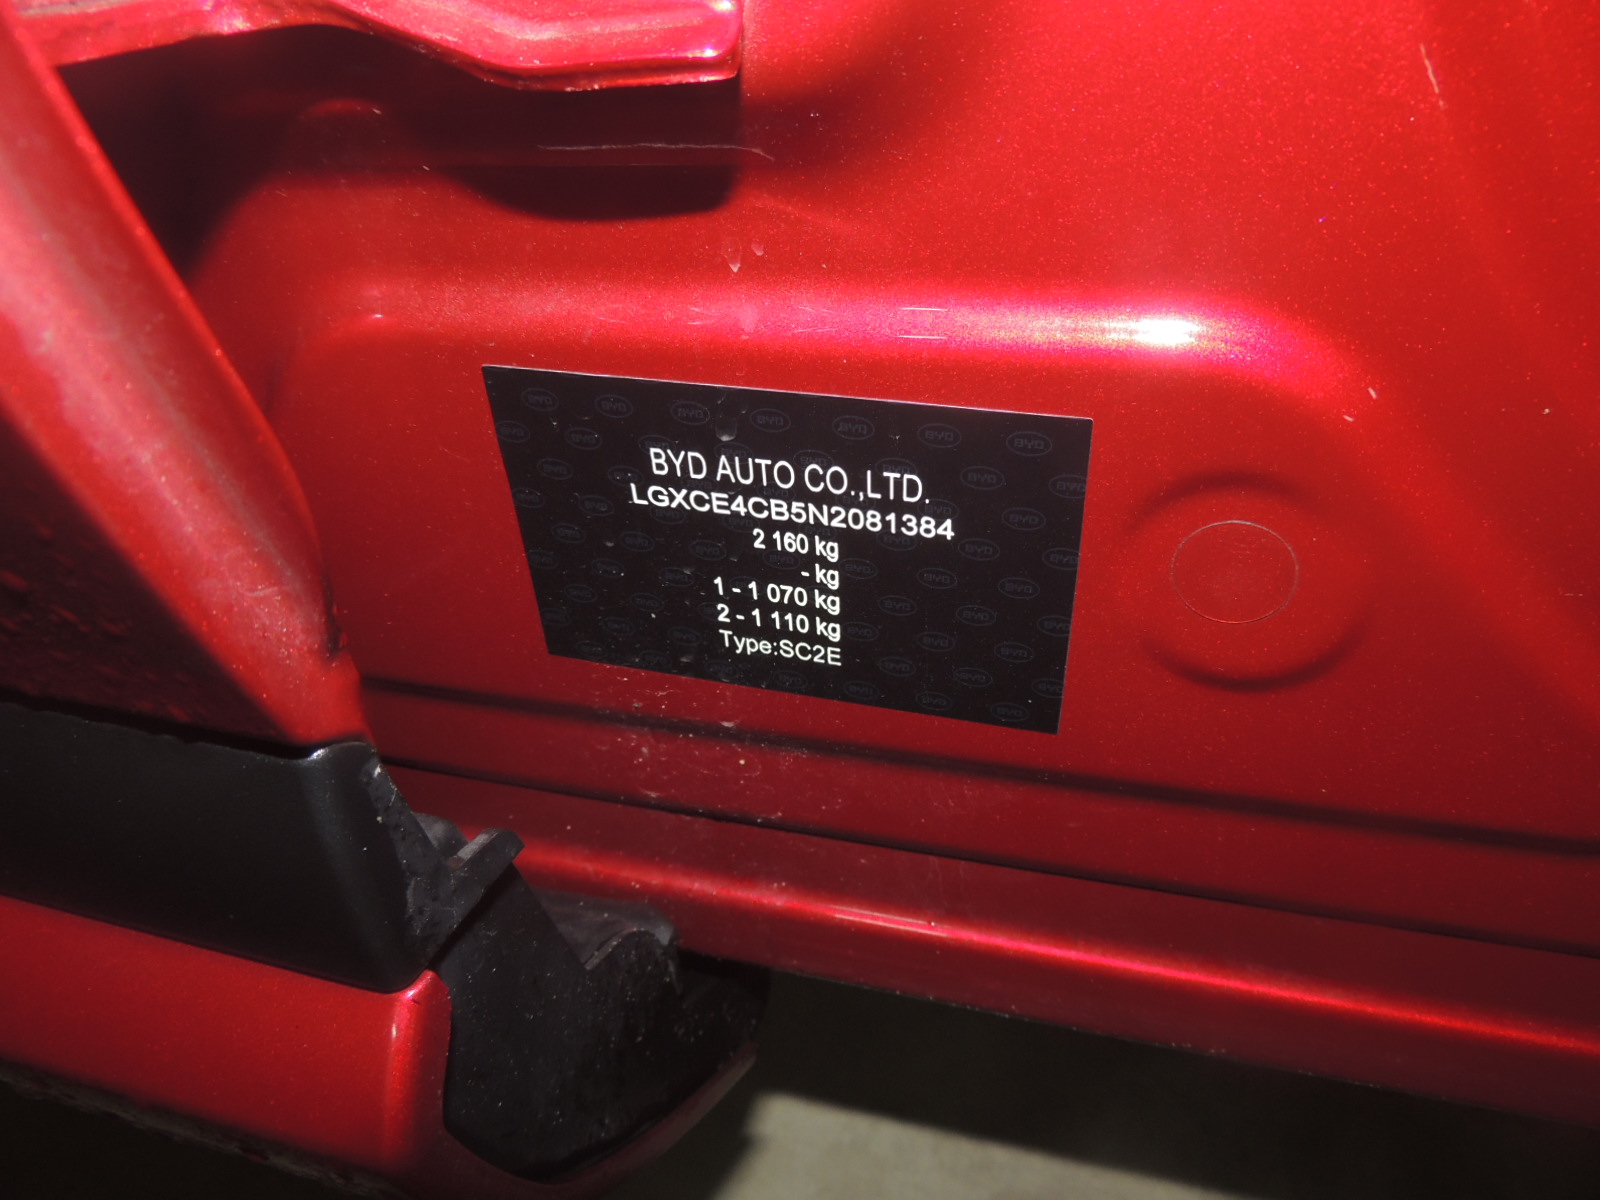 BYD AUTO CO.,LTD.
LGXCE4CB5N2081384
2 160 kg
- kg
1 - 1 070 kg
2 - 1 110 kg
Type:SC2E